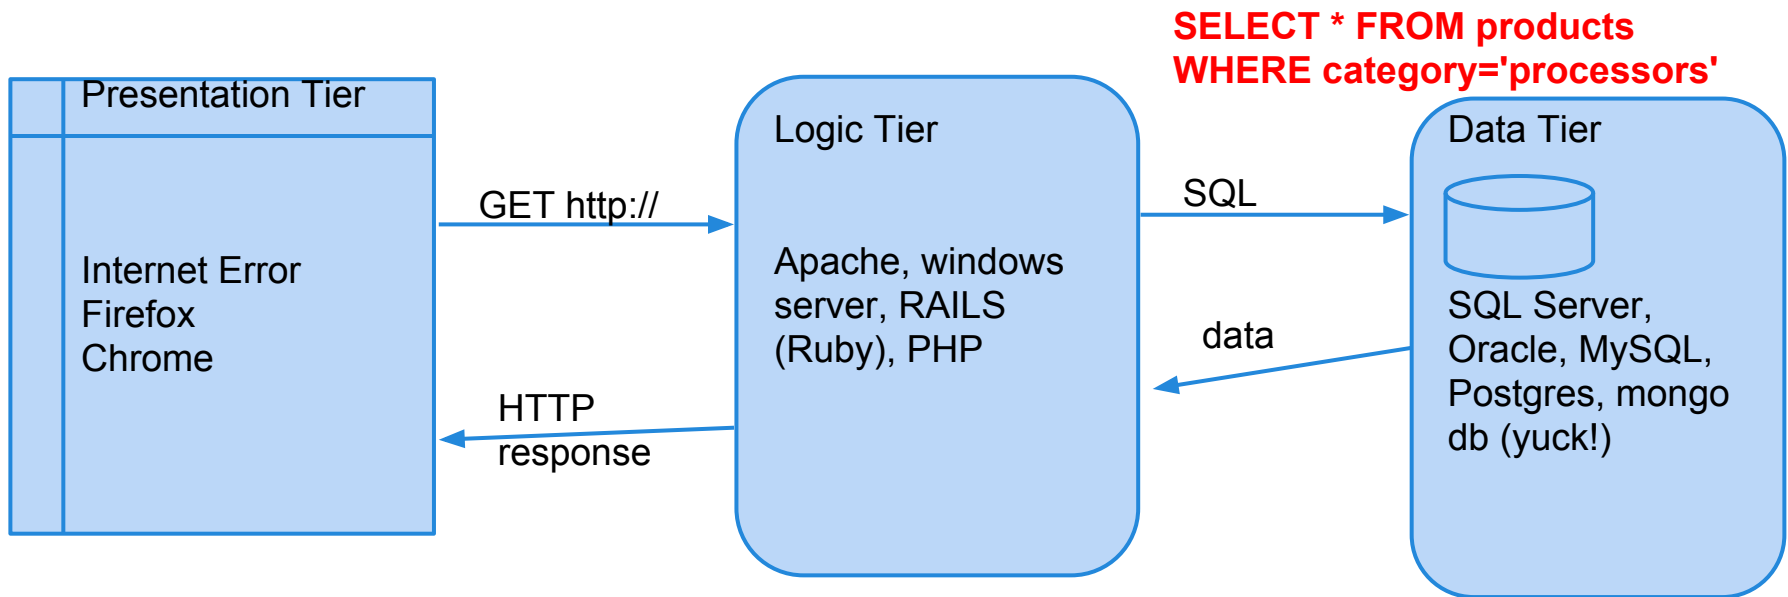 SELECT * FROM products
WHERE category='processors'
Presentation Tier
Internet Error
Firefox
Chrome
GET http://
HTTP
response
Logic Tier
Apache, windows
server, RAILS
(Ruby), PHP
SQL
data
Data Tier
SQL Server,
Oracle, MySQL,
Postgres, mongo
db (yuck!)